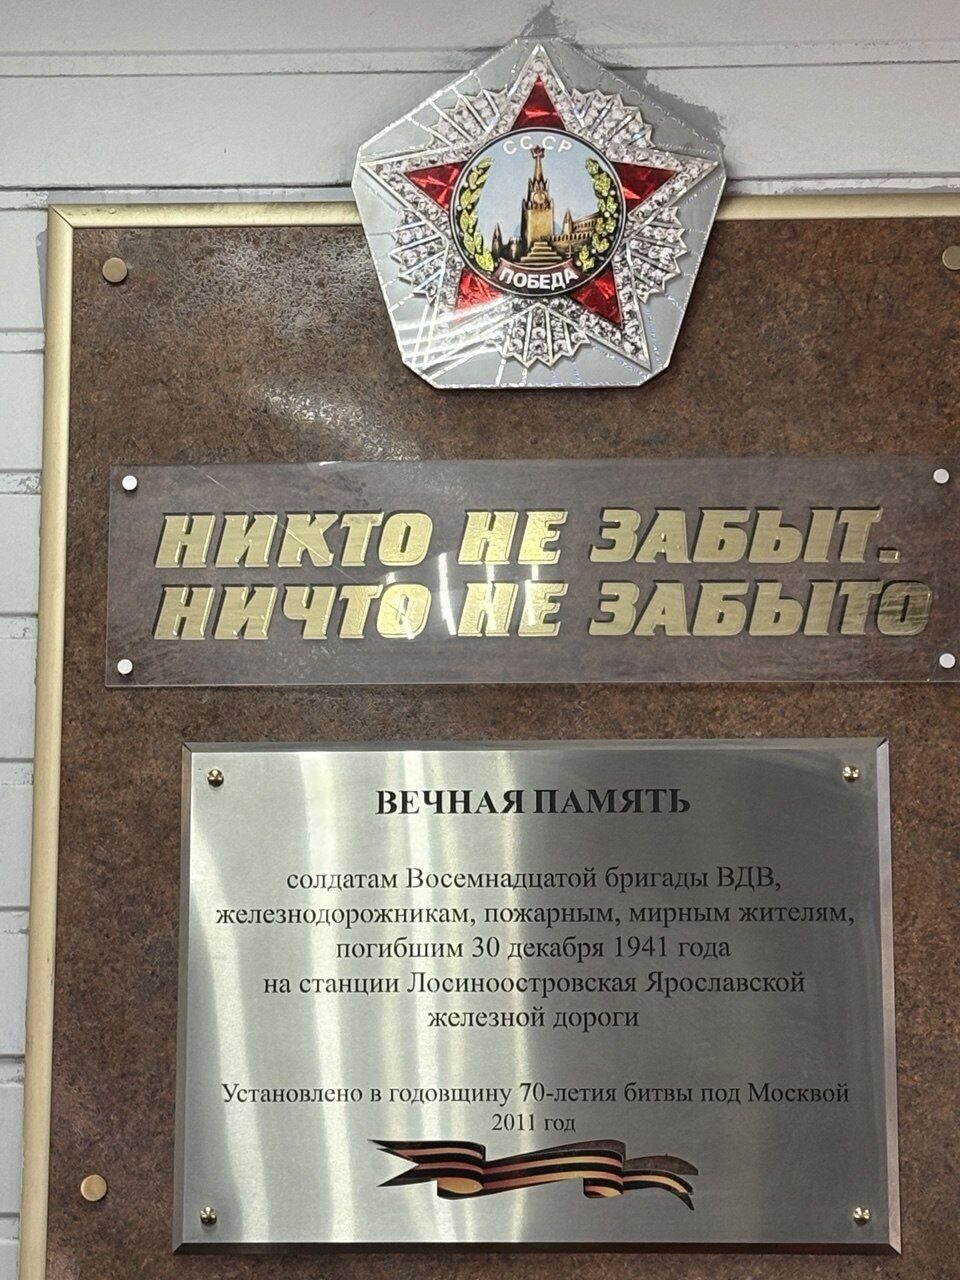 СССР
ПОБЕДА
НИКТО НЕ ЗАБЫТ.
НИЧТО НЕ ЗАБЫТО
ВЕЧНАЯ ПАМЯТЬ
солдатам Восемнадцатой бригады ВДВ,
железнодорожникам, пожарным, мирным жителям,
погибшим 30 декабря 1941 года
на станции Лосиноостровская Ярославской
железной дороги
Установлено в годовщину 70-летия битвы под Москвой
2011 год